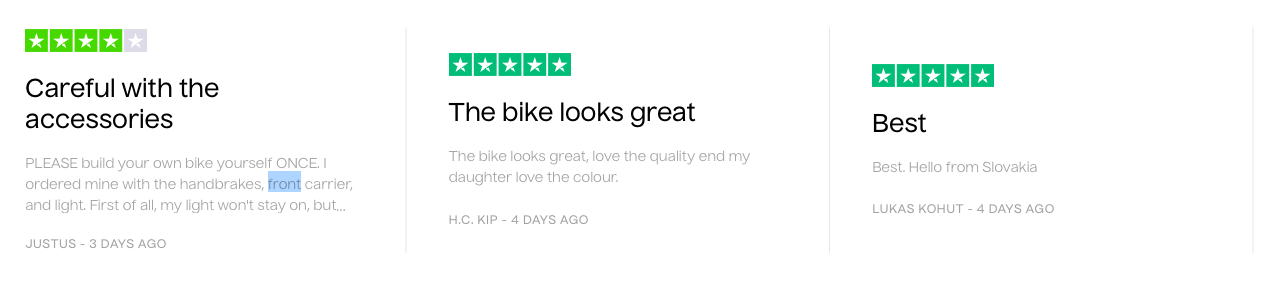 Careful with the
accessories
PLEASE build your own bike yourself ONCE. I
ordered mine with the handbrakes, front carrier,
and light. First of all, my light won't stay on, but...
JUSTUS - 3 DAYS AGO
The bike looks great
The bike looks great, love the quality end my
daughter love the colour.
H.C. KIP - 4 DAYS AGO
Best
Best. Hello from Slovakia
LUKAS KOHUT - 4 DAYS AGO